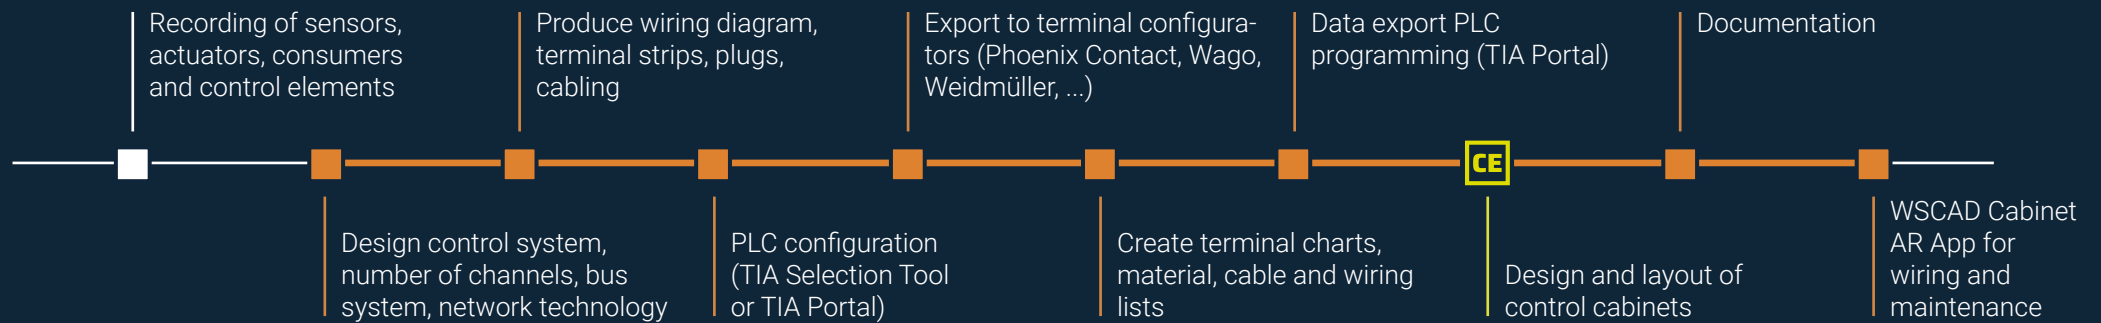 Recording of sensors,
actuators, consumers
and control elements
Produce wiring diagram,
terminal strips, plugs,
cabling
Export to terminal configura-
tors (Phoenix Contact, Wago,
Weidmüller, ...)
Data export PLC
programming (TIA Portal)
Documentation
CE
Design control system,
number of channels, bus
system, network technology
PLC configuration
(TIA Selection Tool
or TIA Portal)
Create terminal charts,
material, cable and wiring
lists
Design and layout of
control cabinets
WSCAD Cabinet
AR App for
wiring and
maintenance